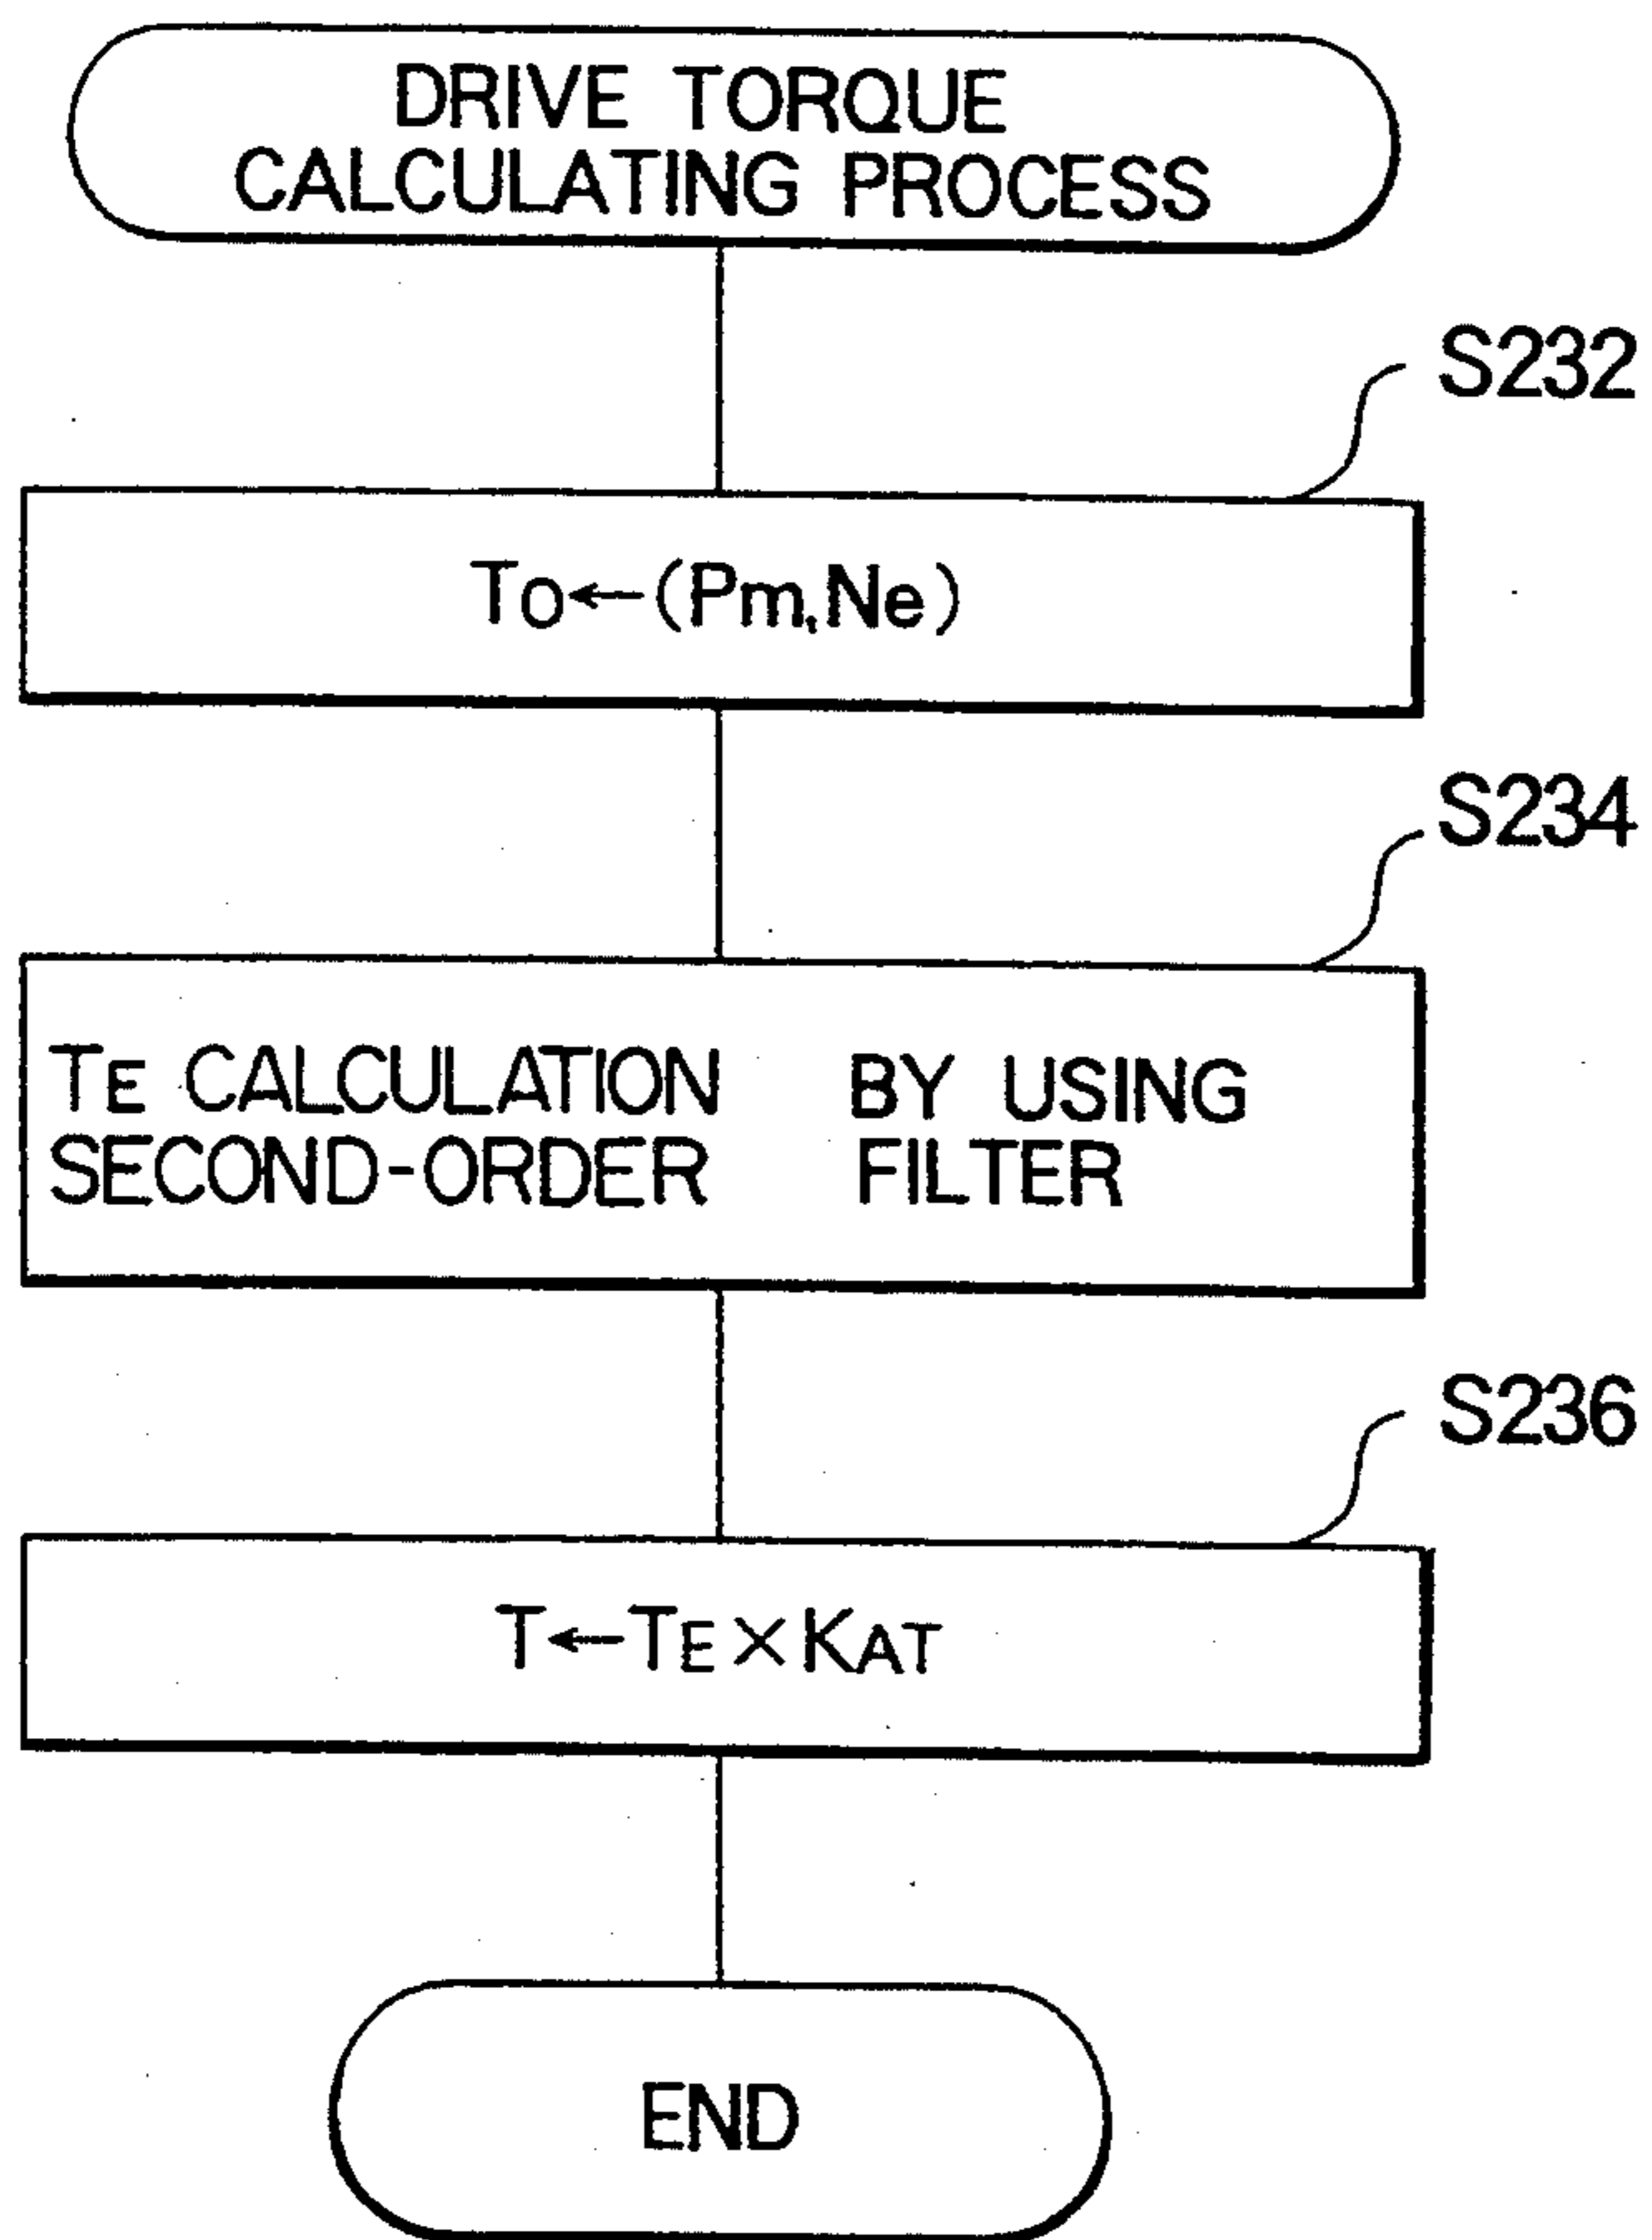 DRIVE TORQUE
CALCULATING PROCESS
S232
To←(Pm,Ne)
S234
TE CALCULATION BY USING
SECOND-ORDER FILTER
S236
T←TE×KAT
END